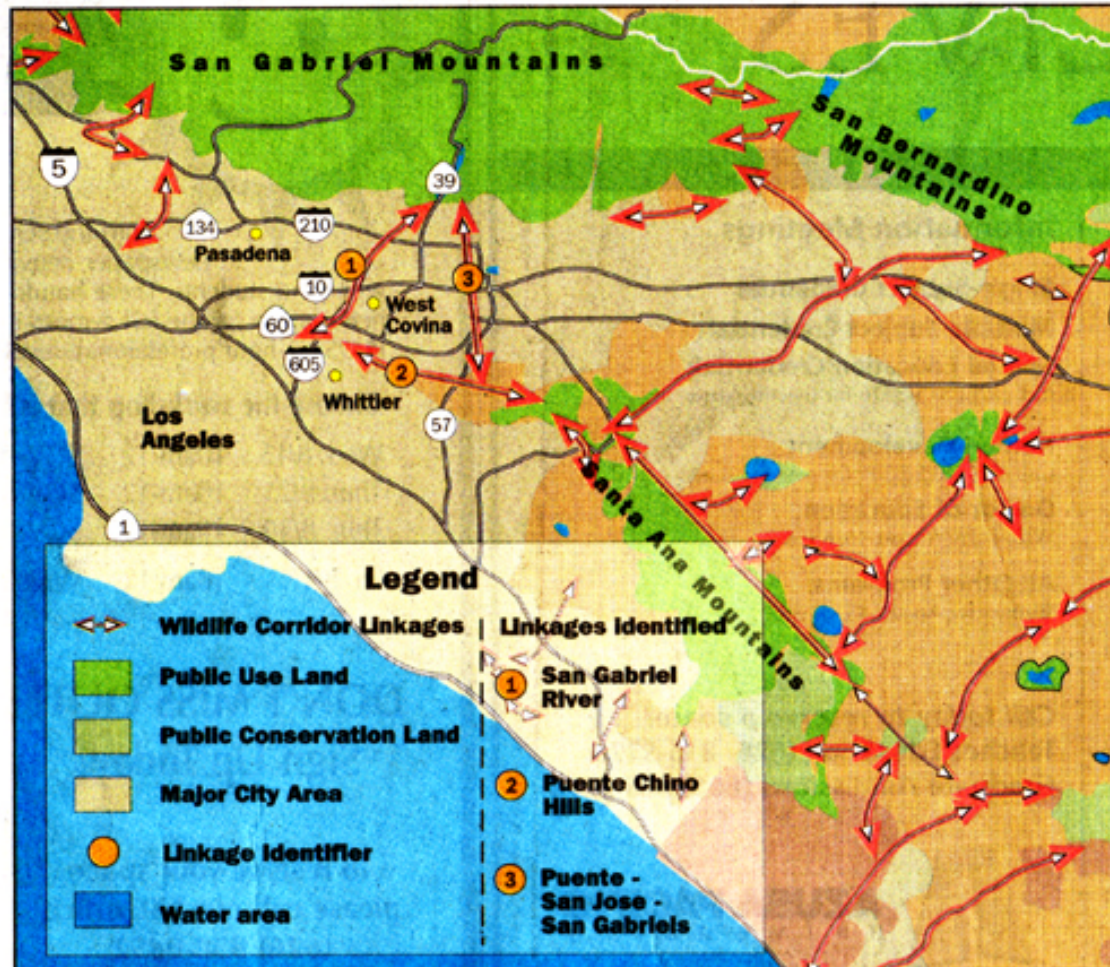 San Gabriel Mountains
San Bernardino
Mountains
5
39
134
210
Pasadena
1
3
10
West
Covina
60
605
2
Whittier
Los
Angeles
57
1
Santa Ana Mountains
Legend
Wildlife Corridor Linkages
Public Use Land
Public Conservation Land
Major City Area
Linkage Identifier
Water area
Linkages identified
1 San Gabriel
River
2 Puente Chino
Hills
3 Puente -
San Jose -
San Gabriels